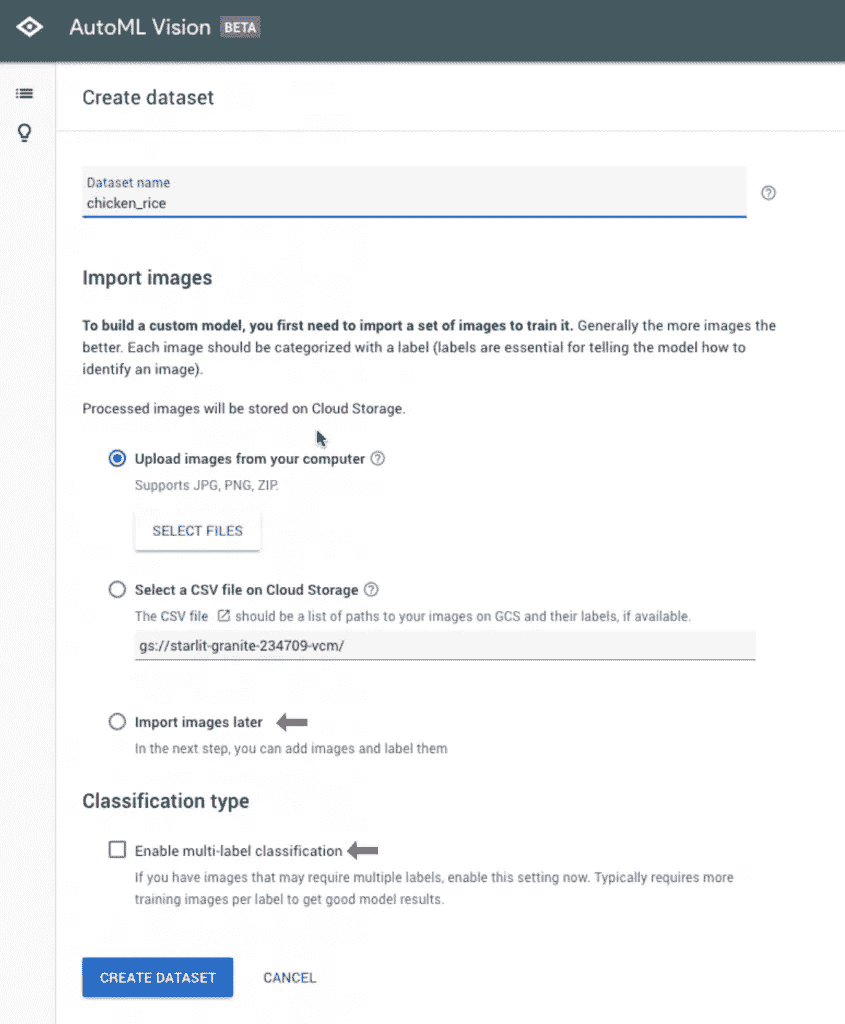 AutoML Vision BETA
Create dataset
Dataset name
chicken_rice
Import images
To build a custom model, you first need to import a set of images to train it. Generally the more images the
better. Each image should be categorized with a label (labels are essential for telling the model how to
identify an image).
Processed images will be stored on Cloud Storage.
Upload images from your computer
Supports JPG, PNG, ZIP.
SELECT FILES
Select a CSV file on Cloud Storage
The CSV file should be a list of paths to your images on GCS and their labels, if available.
gs://starlit-granite-234709-vcm/
Import images later
In the next step, you can add images and label them
Classification type
Enable multi-label classification
If you have images that may require multiple labels, enable this setting now. Typically requires more
training images per label to get good model results.
CREATE DATASET CANCEL